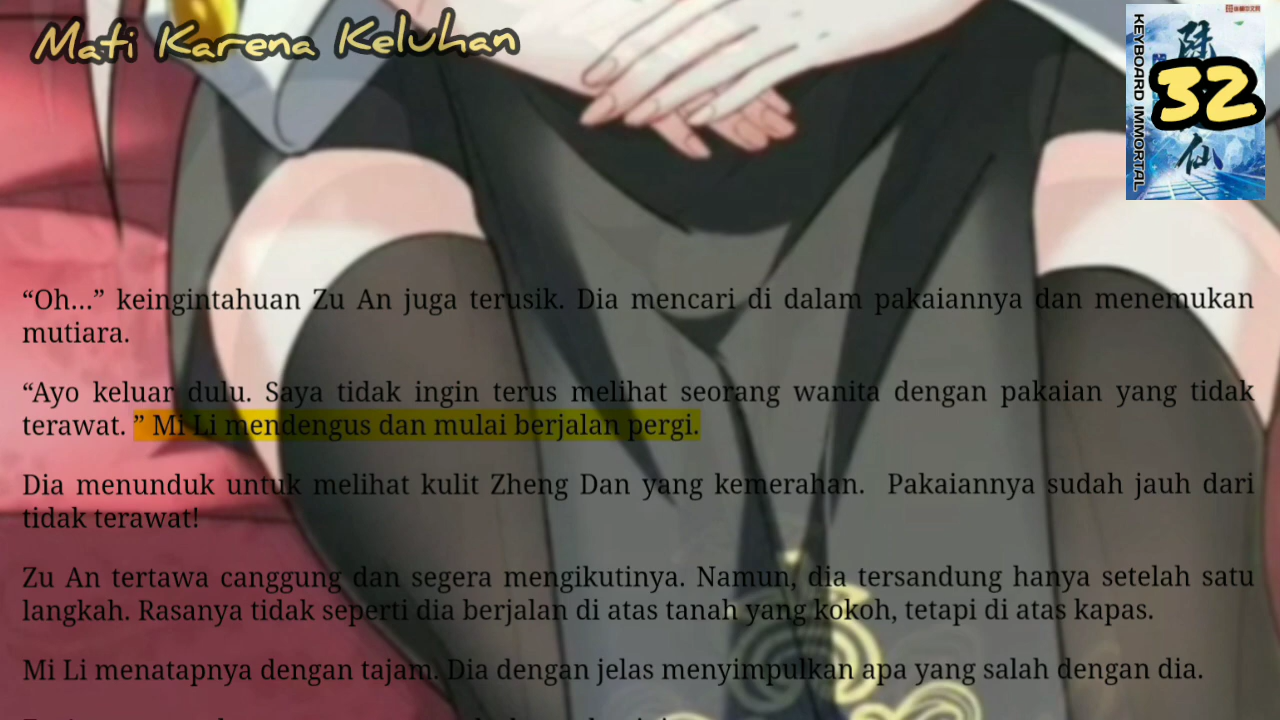 Mati Karena Keluhan
KEYBOARD IMMORTAL
32
仙
“Oh…” keingintahuan Zu An juga terusik. Dia mencari di dalam pakaiannya dan menemukan
mutiara.
“Ayo keluar dulu. Saya tidak ingin terus melihat seorang wanita dengan pakaian yang tidak
terawat. ” Mi Li mendengus dan mulai berjalan pergi.
Dia menunduk untuk melihat kulit Zheng Dan yang kemerahan.  Pakaiannya sudah jauh dari
tidak terawat!
Zu An tertawa canggung dan segera mengikutinya. Namun, dia tersandung hanya setelah satu
langkah. Rasanya tidak seperti dia berjalan di atas tanah yang kokoh, tetapi di atas kapas.
Mi Li menatapnya dengan tajam. Dia dengan jelas menyimpulkan apa yang salah dengan dia.